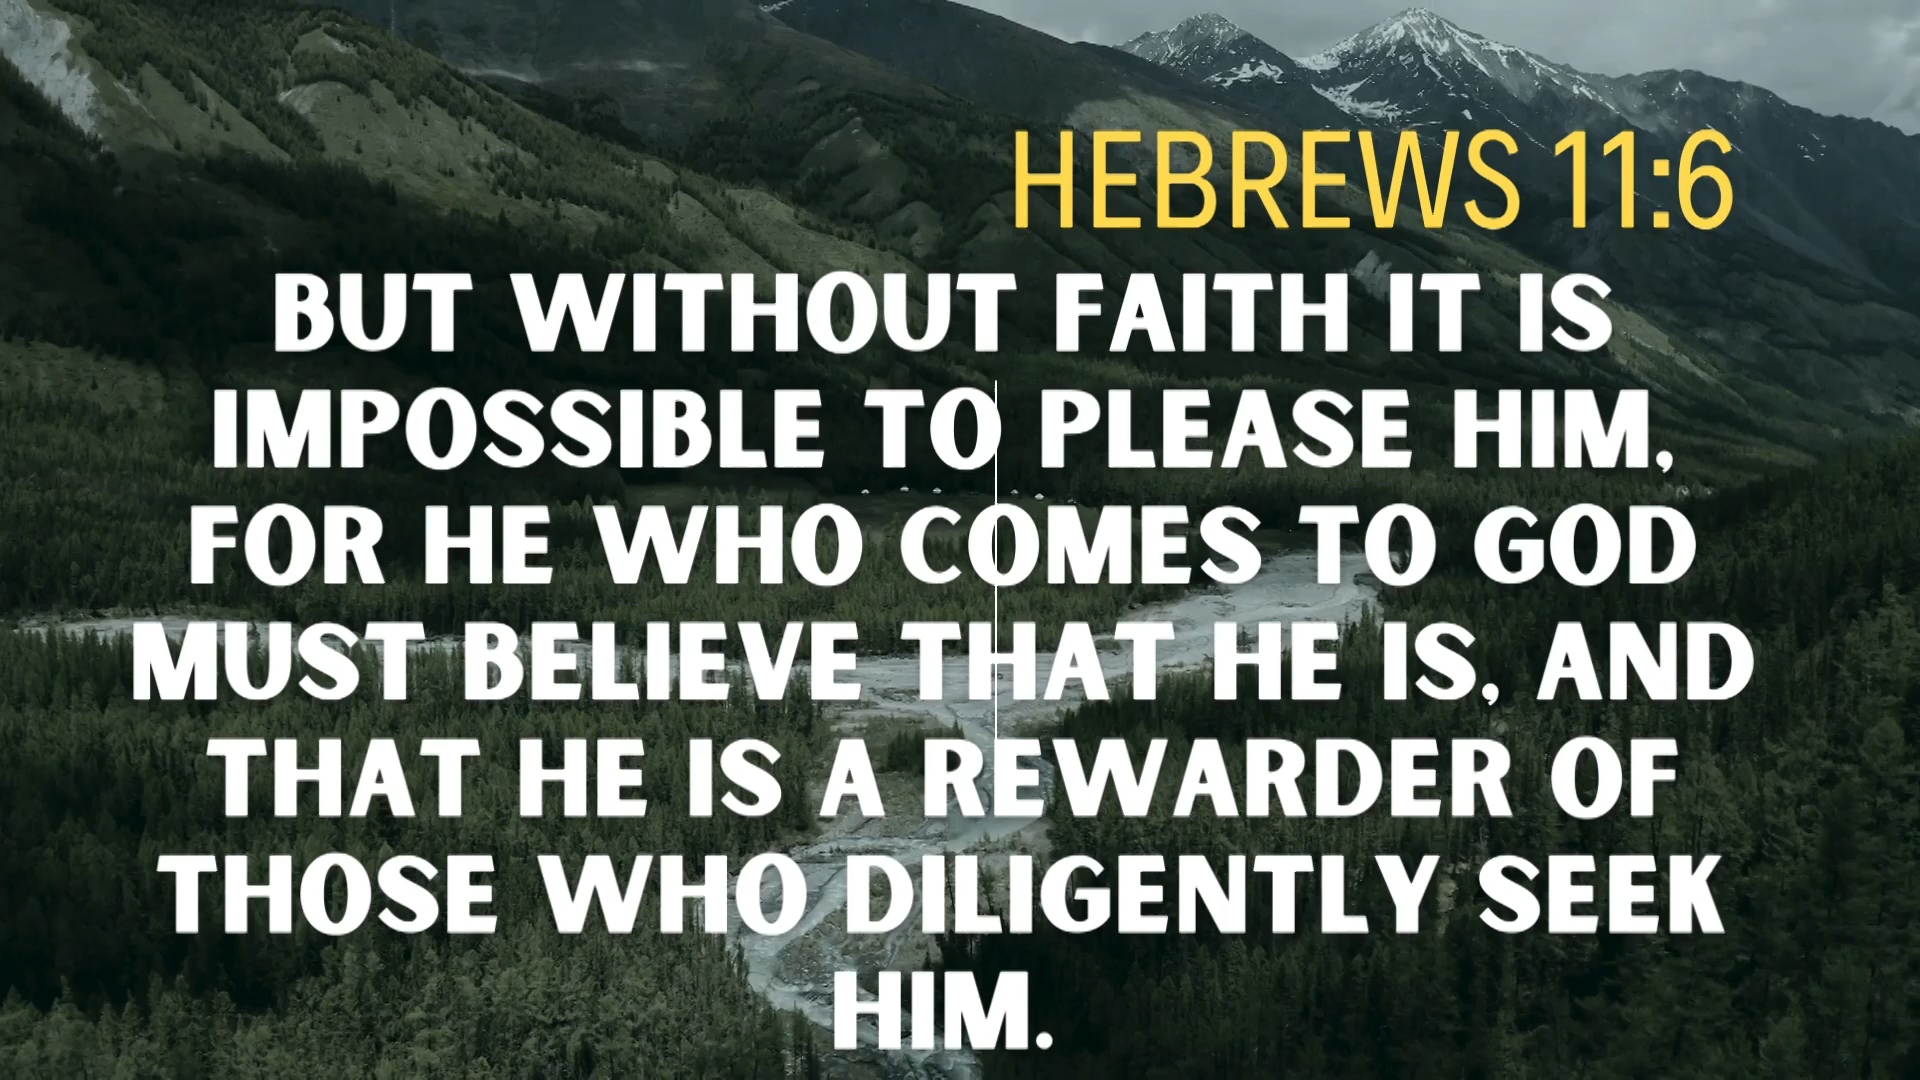 HEBREWS 11:6
BUT WITHOUT FAITH IT IS
IMPOSSIBLE TO PLEASE HIM,
FOR HE WHO COMES TO GOD
MUST BELIEVE THAT HE IS, AND
THAT HE IS A REWARDER OF
THOSE WHO DILIGENTLY SEEK
HIM.